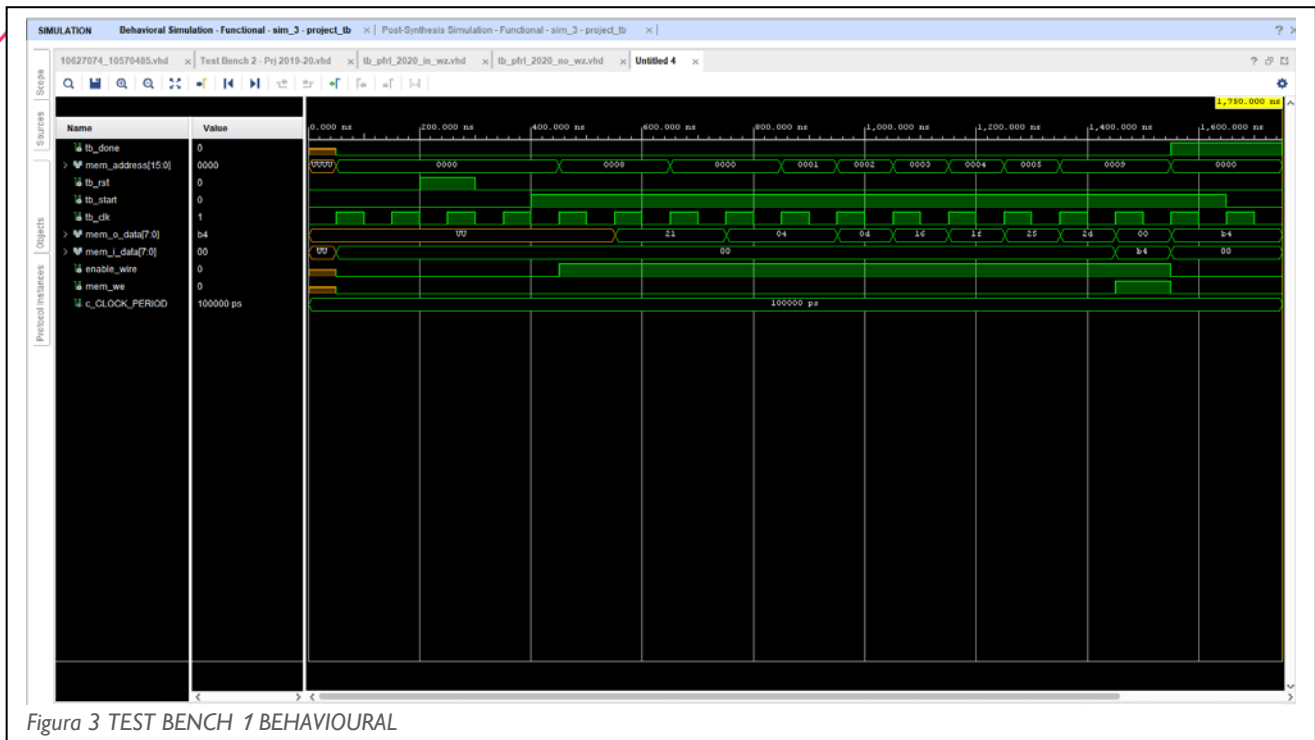 SIMULATION Behavioral Simulation - Functional - sim_3 - project_tb × Post-Synthesis Simulation - Functional - sim_3 - project_tb × ? ×
10627074_10570485.vhd × Test Bench 2 - Prj 2019-20.vhd × tb_pfrl_2020_in_wz.vhd × tb_pfrl_2020_no_wz.vhd × Untitled 4 × ?
Scope
Sources
Objects
Protocol Instances
1,750.000 ns
Name Value 0.000 ns 200.000 ns 400.000 ns 600.000 ns 800.000 ns 1,000.000 ns 1,200.000 ns 1,400.000 ns 1,600.000 ns
tb_done 0
> mem_address[15:0] 0000 UUUU 0000 0000 0000 0001 0002 0003 0004 0005 0009 0000
tb_rst 0
tb_start 0
tb_clk 1
> mem_o_data[7:0] b4 UU 21 04 0d 16 1f 25 2d 00 b4
> mem_i_data[7:0] 00 UU 00 b4 00
enable_wire 0
mem_we 0
c_CLOCK_PERIOD 100000 ps 100000 ps
Figura 3 TEST BENCH 1 BEHAVIOURAL